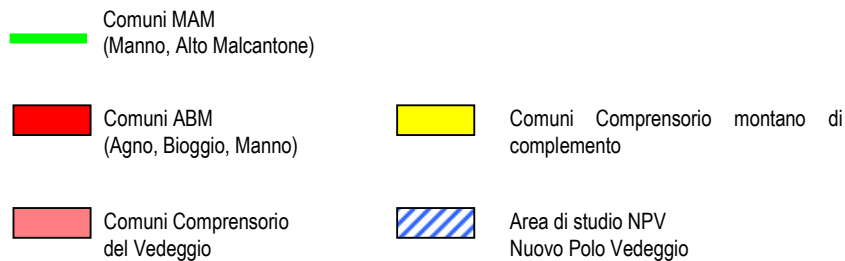 Comuni MAM
(Manno, Alto Malcantone)
Comuni ABM
(Agno, Bioggio, Manno)
Comuni Comprensorio montano di
complemento
Comuni Comprensorio
del Vedeggio
Area di studio NPV
Nuovo Polo Vedeggio